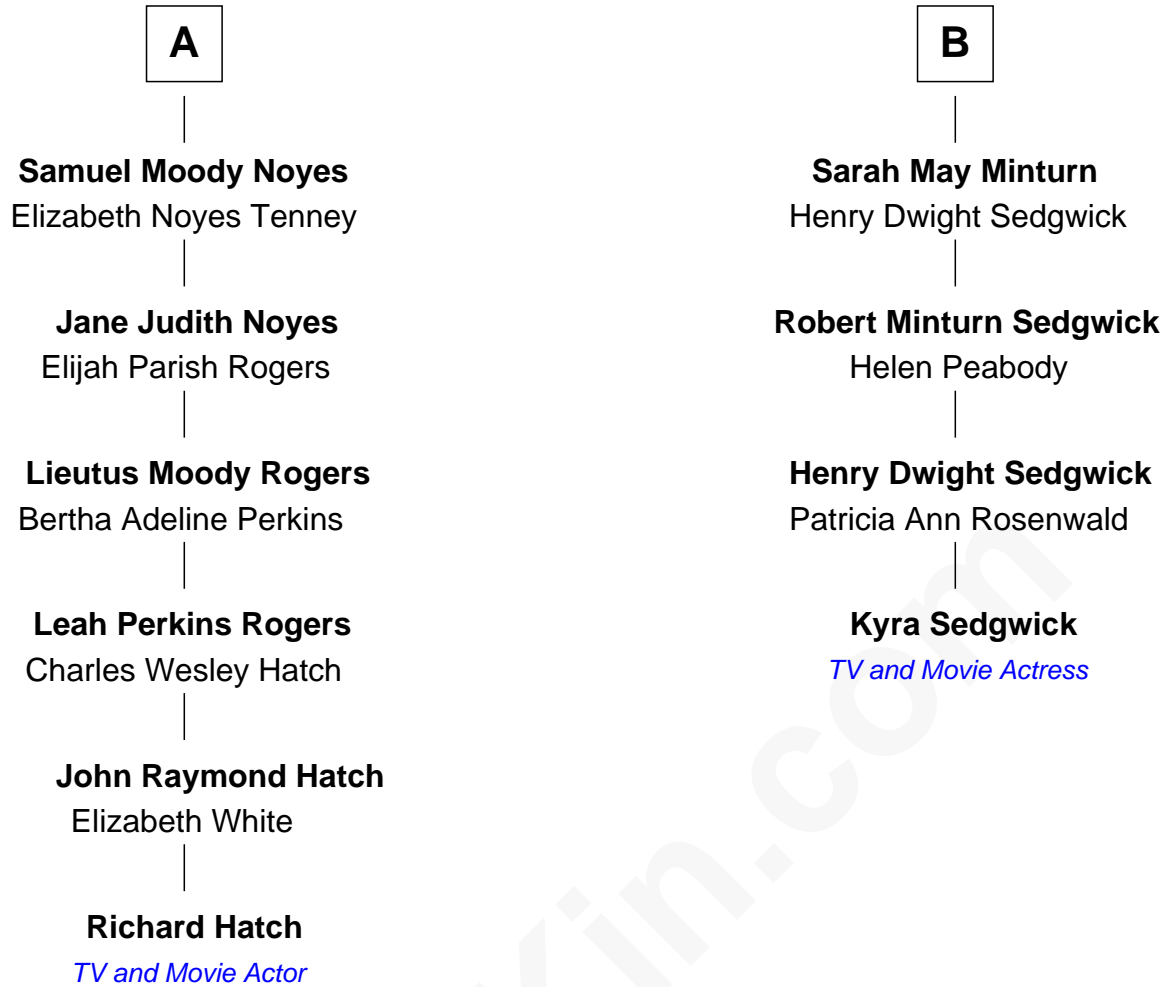 A
Samuel Moody Noyes
Elizabeth Noyes Tenney
Jane Judith Noyes
Elijah Parish Rogers
Lieutus Moody Rogers
Bertha Adeline Perkins
Leah Perkins Rogers
Charles Wesley Hatch
John Raymond Hatch
Elizabeth White
Richard Hatch
TV and Movie Actor
B
Sarah May Minturn
Henry Dwight Sedgwick
Robert Minturn Sedgwick
Helen Peabody
Henry Dwight Sedgwick
Patricia Ann Rosenwald
Kyra Sedgwick
TV and Movie Actress
Kin.com